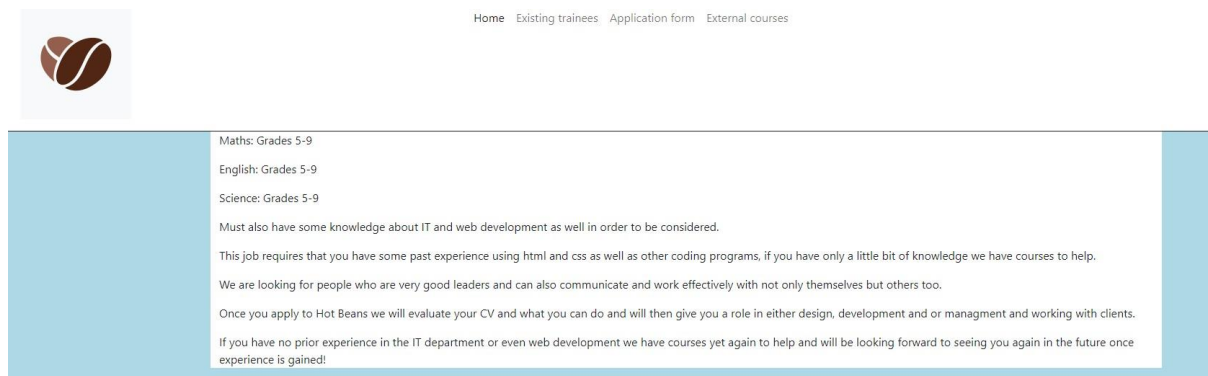 Home Existing trainees Application form External courses
Maths: Grades 5-9
English: Grades 5-9
Science: Grades 5-9
Must also have some knowledge about IT and web development as well in order to be considered.
This job requires that you have some past experience using html and css as well as other coding programs, if you have only a little bit of knowledge we have courses to help.
We are looking for people who are very good leaders and can also communicate and work effectively with not only themselves but others too.
Once you apply to Hot Beans we will evaluate your CV and what you can do and will then give you a role in either design, development and or managment and working with clients.
If you have no prior experience in the IT department or even web development we have courses yet again to help and will be looking forward to seeing you again in the future once
experience is gained!